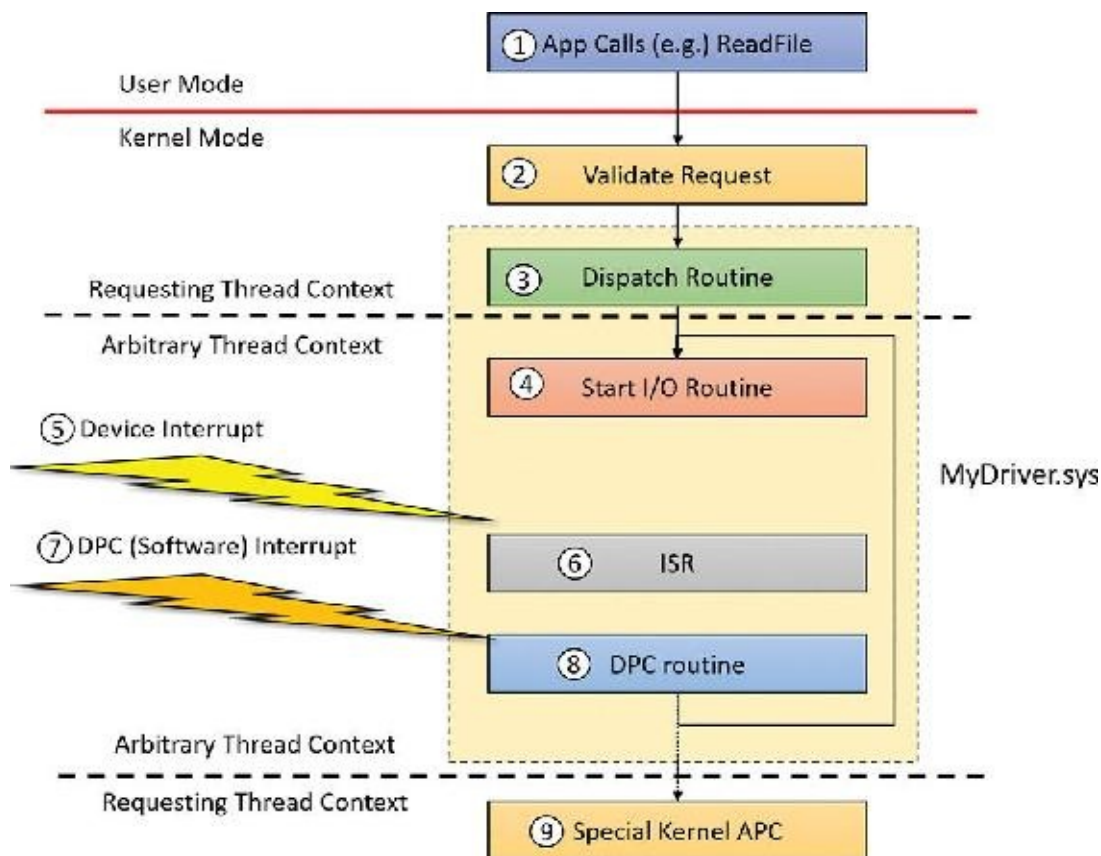 ① App Calls (e.g.) ReadFile
User Mode
Kernel Mode
② Validate Request
③ Dispatch Routine
Requesting Thread Context
Arbitrary Thread Context
④ Start I/O Routine
⑤ Device Interrupt
MyDriver.sys
⑦ DPC (Software) Interrupt
⑥ ISR
⑧ DPC routine
Arbitrary Thread Context
Requesting Thread Context
⑨ Special Kernel APC